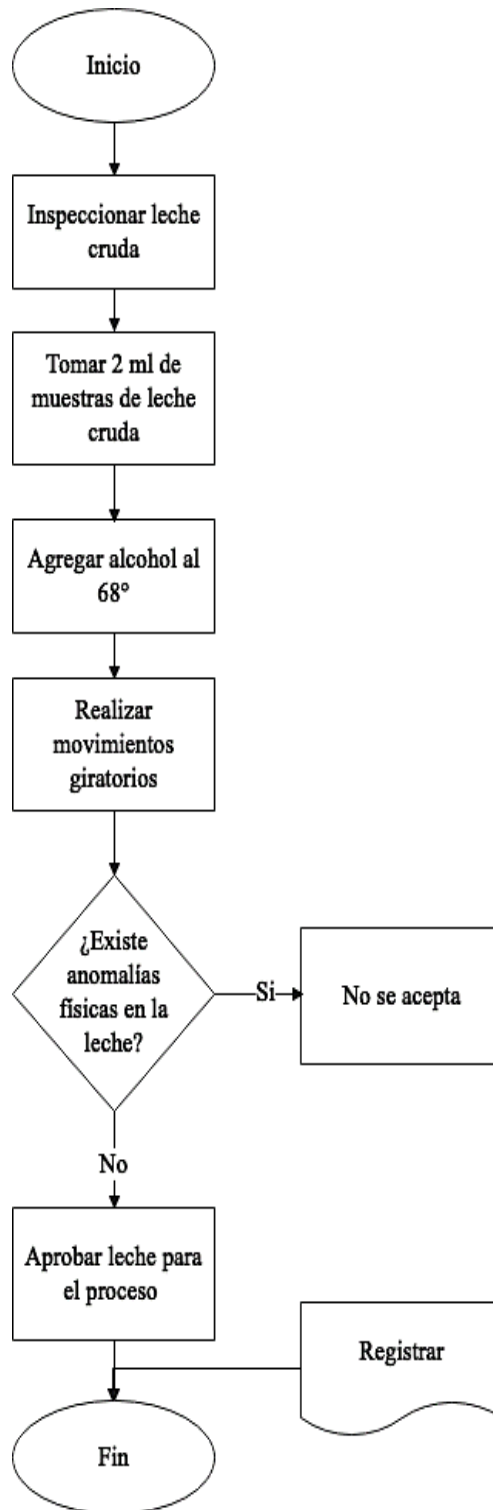 Inicio
Inspeccionar leche
cruda
Tomar 2 ml de
muestras de leche
cruda
Agregar alcohol al
68°
Realizar
movimientos
giratorios
¿Existe
anomalías
físicas en la
leche?
Si
No se acepta
No
Aprobar leche para
el proceso
Registrar
Fin